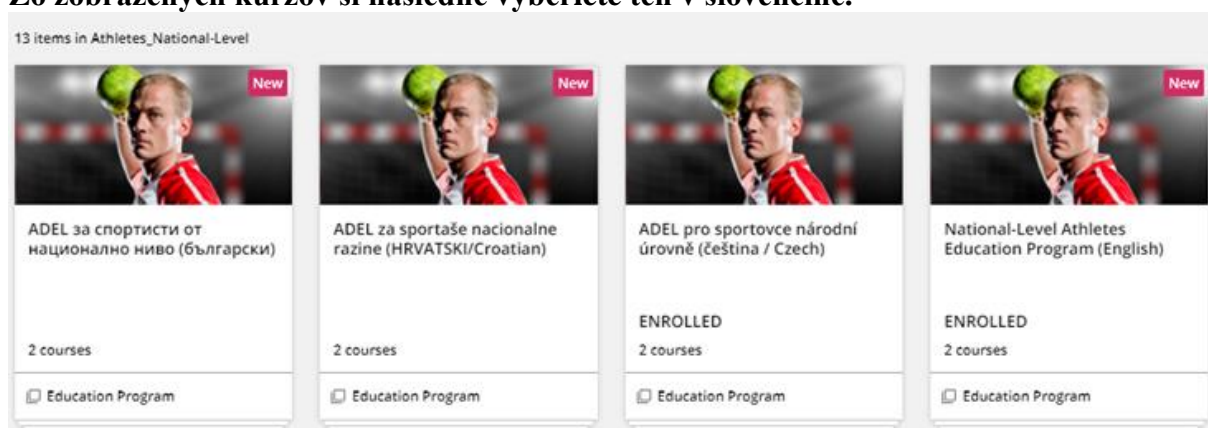 Zo zobrazených kurzov si následne vyberiete ten v slovenčine.
13 items in Athletes_National-Level
New
New
New
ADEL за спортисти от
национално ниво (български)
2 courses
Education Program
ADEL za sportaše nacionalne
razine (HRVATSKI/Croatian)
2 courses
Education Program
ADEL pro sportovce národní
úrovně (čeština / Czech)
ENROLLED
2 courses
Education Program
National-Level Athletes
Education Program (English)
ENROLLED
2 courses
Education Program